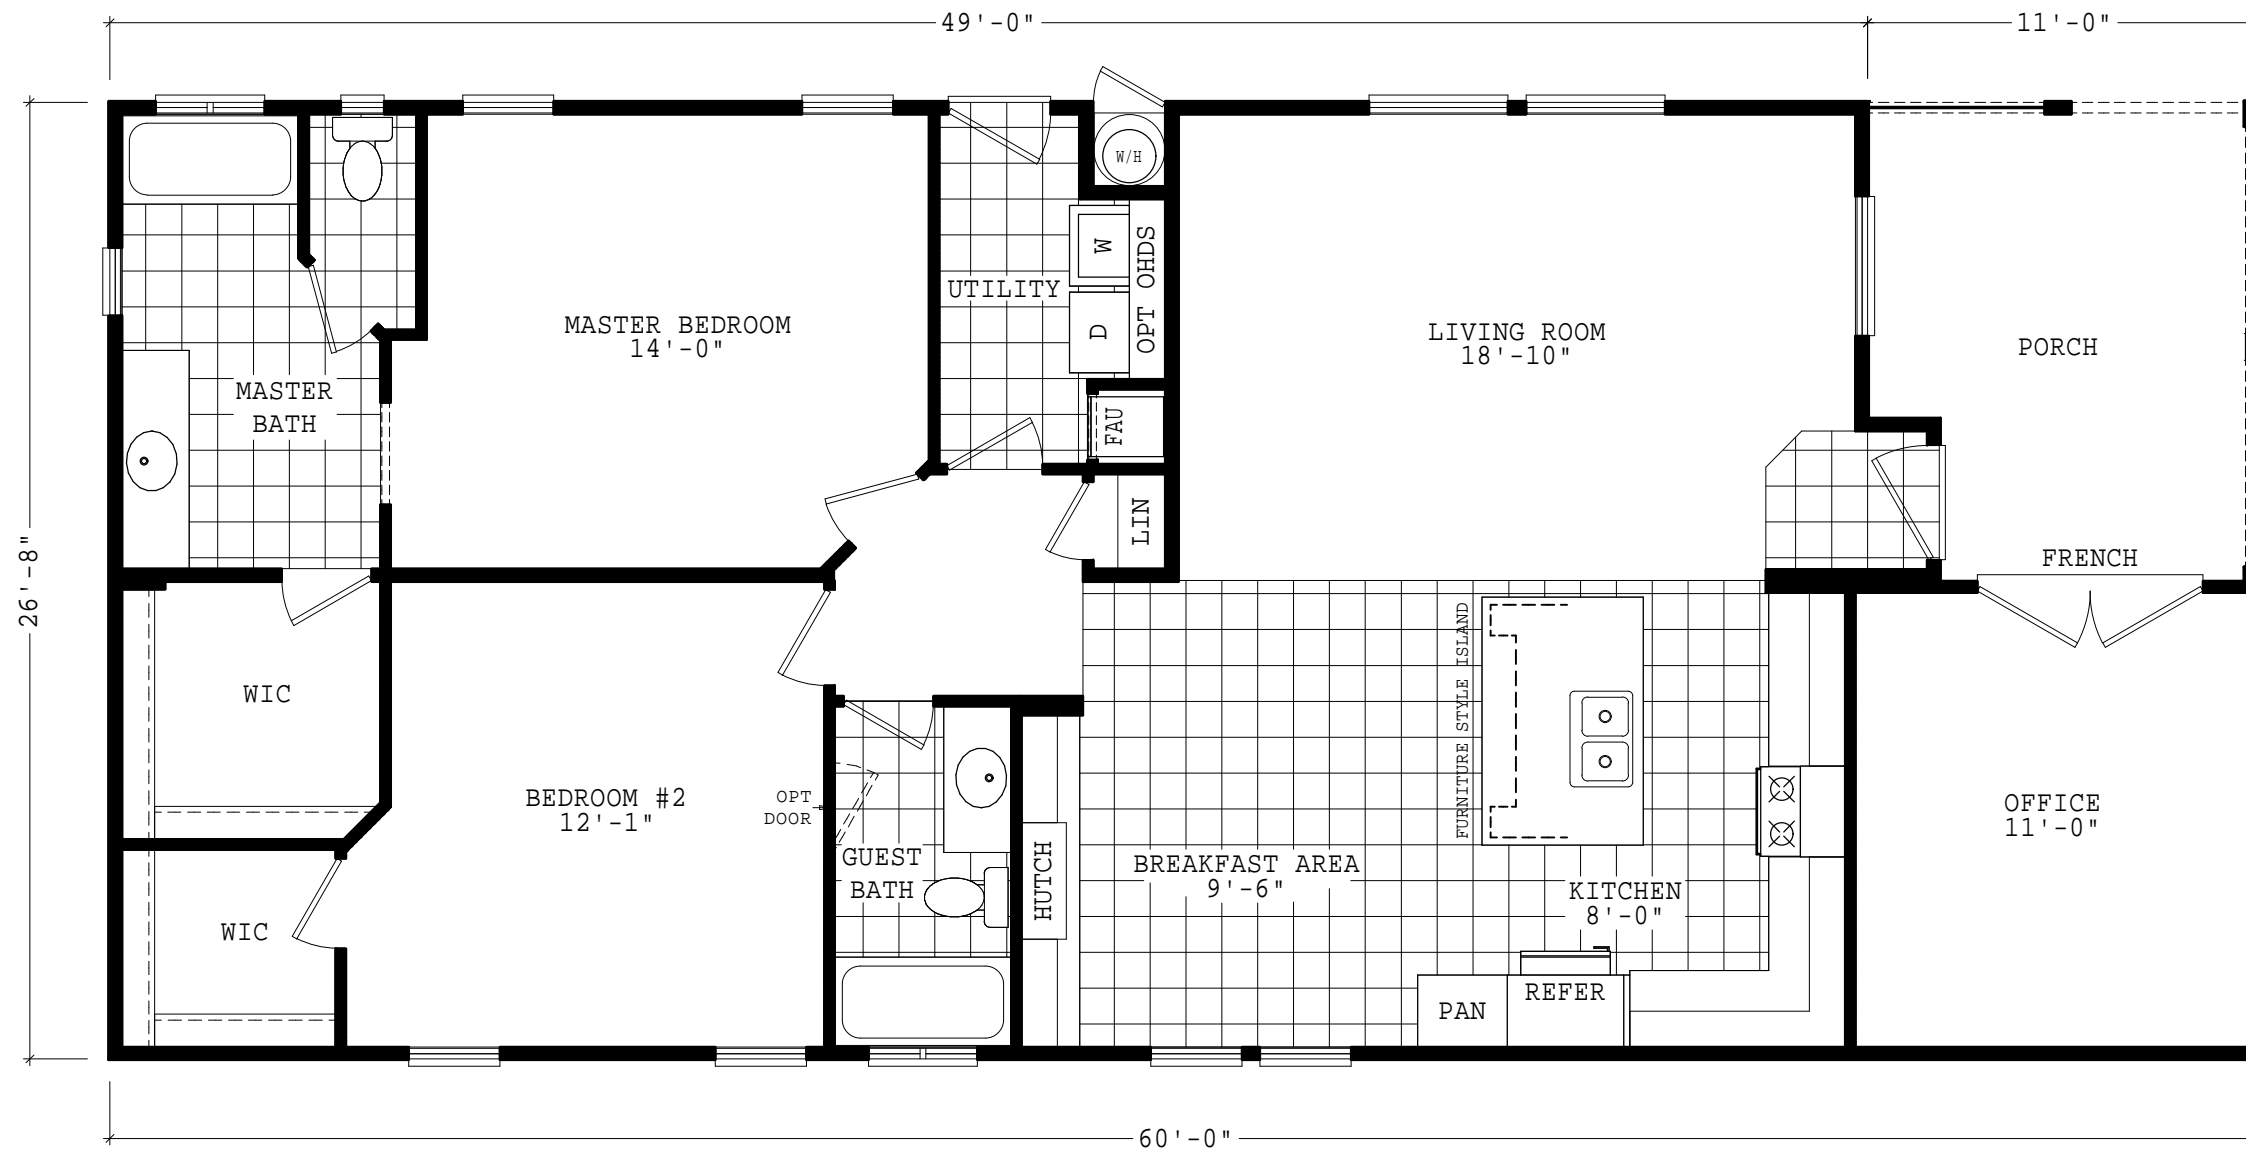 49'-0"
11'-0"
W/H
W
OPT OHDS
UTILITY
MASTER BEDROOM
14'-0"
D
LIVING ROOM
18'-10"
PORCH
MASTER
BATH
FAU
LIN
FRENCH
26'-8"
WIC
FURNITURE STYLE ISLAND
BEDROOM #2
12'-1"
OPT
DOOR
OFFICE
11'-0"
GUEST
BATH
HUTCH
BREAKFAST AREA
9'-6"
KITCHEN
8'-0"
WIC
REFER
PAN
60'-0"